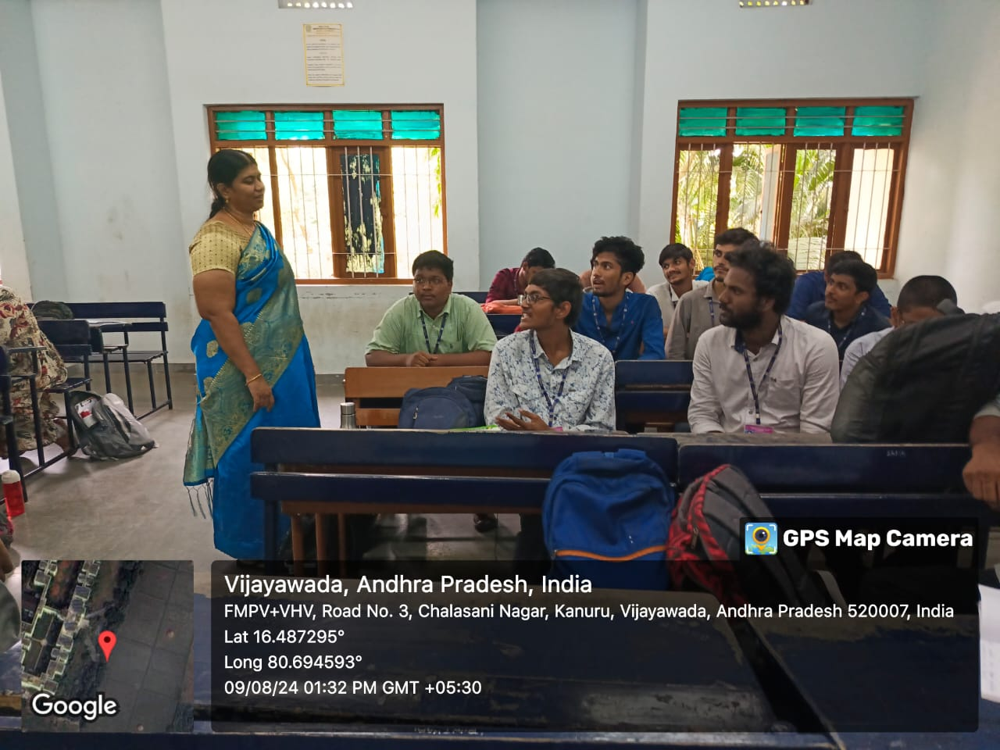 GPS Map Camera
Vijayawada, Andhra Pradesh, India
FMPV+VHV, Road No. 3, Chalasani Nagar, Kanuru, Vijayawada, Andhra Pradesh 520007, India
Lat 16.487295°
Long 80.694593°
09/08/24 01:32 PM GMT +05:30
Google